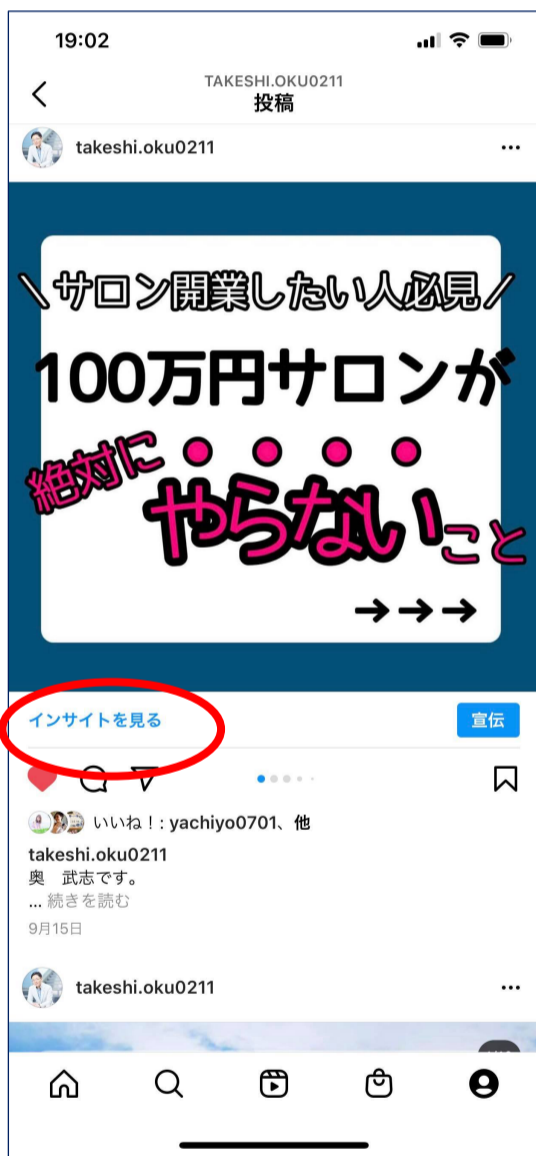 19:02
TAKESHI.OKU0211
投稿
takeshi.oku0211
\サロン開業したい人必見/
100万円サロンが
絶対に
やらないこと
→→→
インサイトを見る
宣伝
いいね！: yachiyo0701、他
takeshi.oku0211
奥　武志です。
... 続きを読む
9月15日
takeshi.oku0211